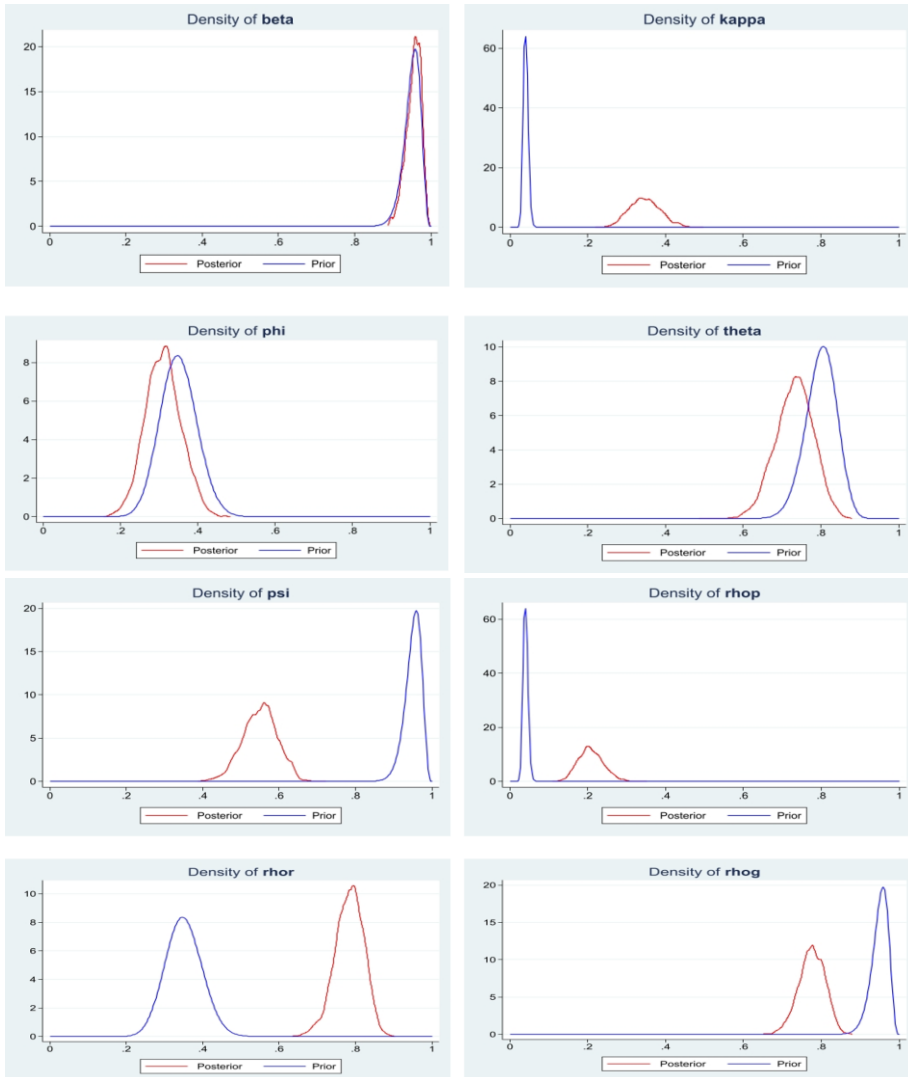 Density of beta
20
15
10
5
0
0 .2 .4 .6 .8 1
Posterior Prior
Density of kappa
60
40
20
0
0 .2 .4 .6 .8 1
Posterior Prior
Density of phi
8
6
4
2
0
0 .2 .4 .6 .8 1
Posterior Prior
Density of theta
10
8
6
4
2
0
0 .2 .4 .6 .8 1
Posterior Prior
Density of psi
20
15
10
5
0
0 .2 .4 .6 .8 1
Posterior Prior
Density of rhop
60
40
20
0
0 .2 .4 .6 .8 1
Posterior Prior
Density of rhor
10
8
6
4
2
0
0 .2 .4 .6 .8 1
Posterior Prior
Density of rhog
20
15
10
5
0
0 .2 .4 .6 .8 1
Posterior Prior